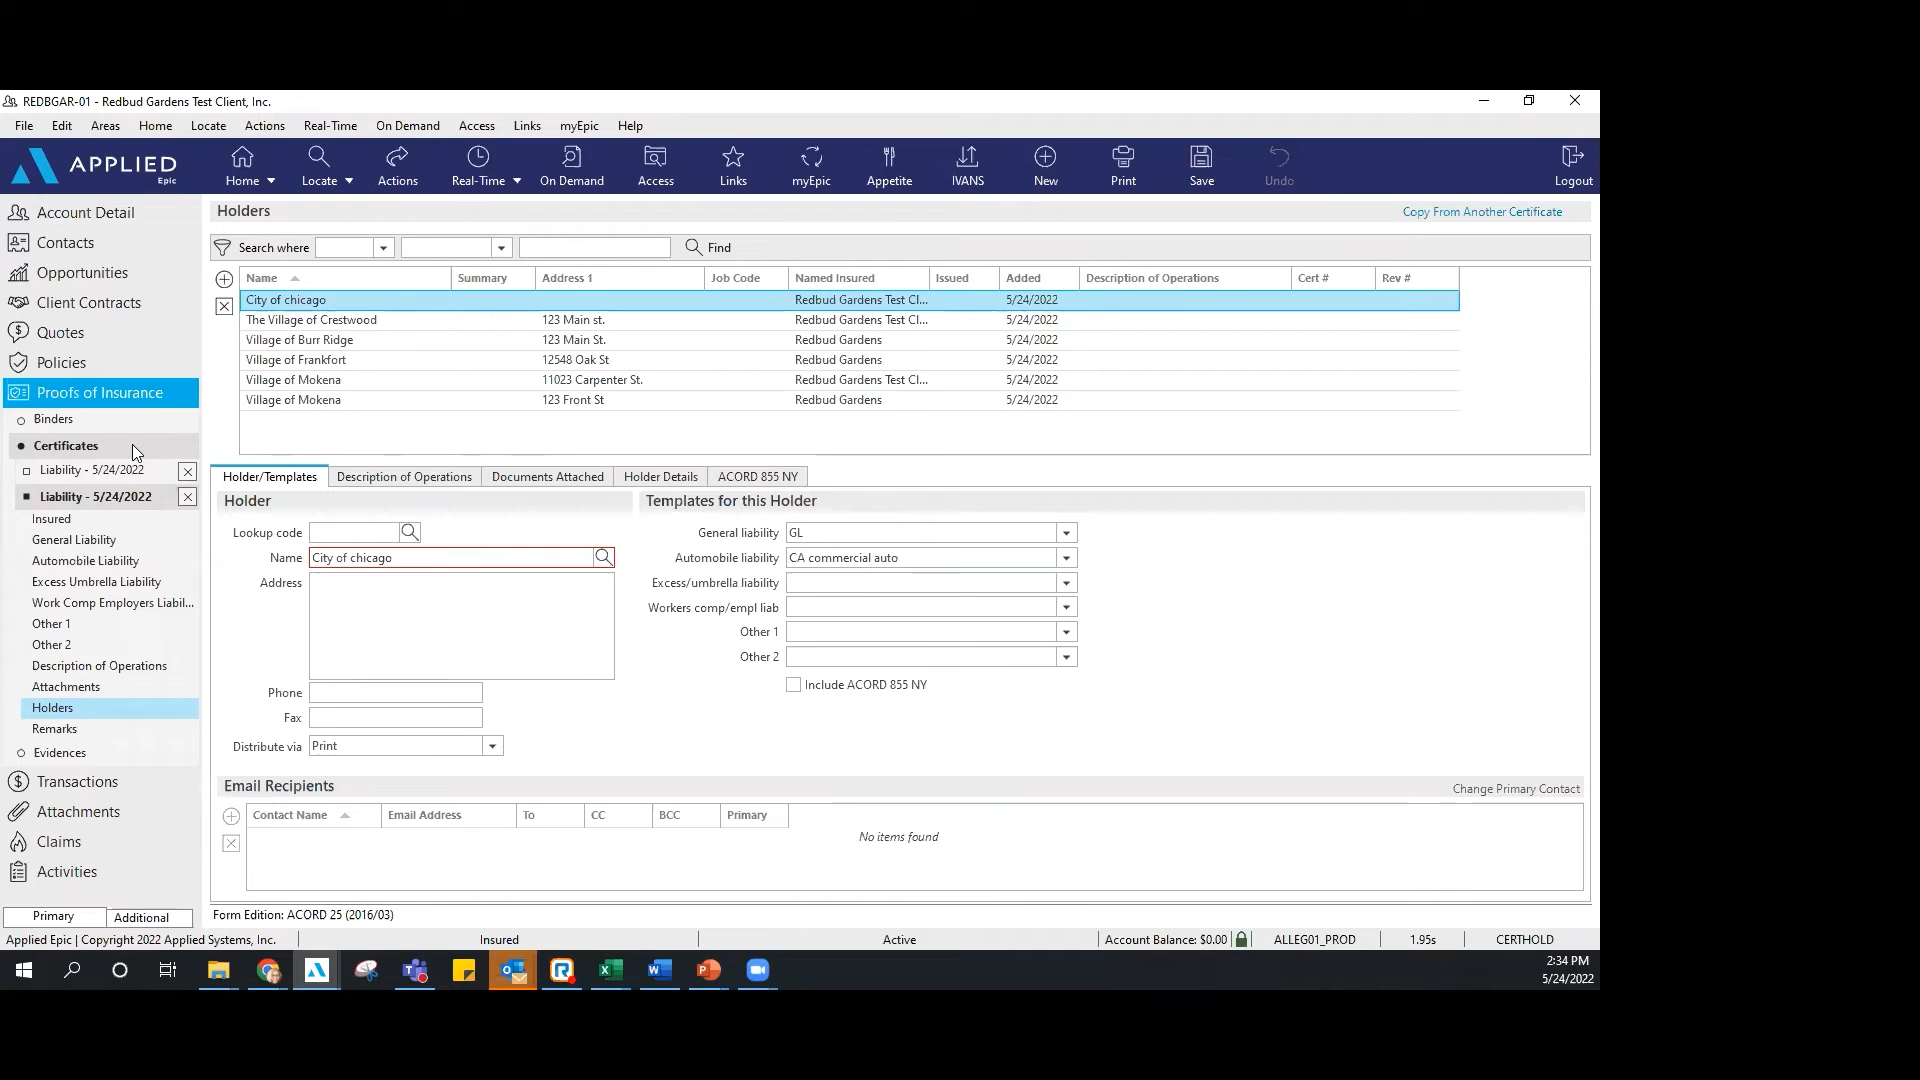 REDBGAR-01 - Redbud Gardens Test Client, Inc.
File Edit Areas Home Locate Actions Real-Time On Demand Access Links myEpic Help
APPLIED Epic
Home Locate Actions Real-Time On Demand Access Links myEpic Appetite IVANS New Print Save Undo Logout
Account Detail
Contacts
Opportunities
Client Contracts
Quotes
Policies
Proofs of Insurance
Binders
Certificates
Liability - 5/24/2022
Liability - 5/24/2022
Insured
General Liability
Automobile Liability
Excess Umbrella Liability
Work Comp Employers Liabil...
Other 1
Other 2
Description of Operations
Attachments
Holders
Remarks
Evidences
Transactions
Attachments
Claims
Activities
Primary Additional
Holders Copy From Another Certificate
Search where Find
Name Summary Address 1 Job Code Named Insured Issued Added Description of Operations Cert # Rev #
City of chicago Redbud Gardens Test Cl... 5/24/2022
The Village of Crestwood 123 Main st. Redbud Gardens Test Cl... 5/24/2022
Village of Burr Ridge 123 Main St. Redbud Gardens 5/24/2022
Village of Frankfort 12548 Oak St Redbud Gardens 5/24/2022
Village of Mokena 11023 Carpenter St. Redbud Gardens Test Cl... 5/24/2022
Village of Mokena 123 Front St Redbud Gardens 5/24/2022
Holder/Templates Description of Operations Documents Attached Holder Details ACORD 855 NY
Holder
Lookup code
Name City of chicago
Address
Phone
Fax
Distribute via Print
Templates for this Holder
General liability GL
Automobile liability CA commercial auto
Excess/umbrella liability
Workers comp/empl liab
Other 1
Other 2
Include ACORD 855 NY
Email Recipients Change Primary Contact
Contact Name Email Address To CC BCC Primary
No items found
Form Edition: ACORD 25 (2016/03)
Applied Epic | Copyright 2022 Applied Systems, Inc. Insured Active Account Balance: $0.00 ALLEG01_PROD 1.95s CERTHOLD
2:34 PM
5/24/2022